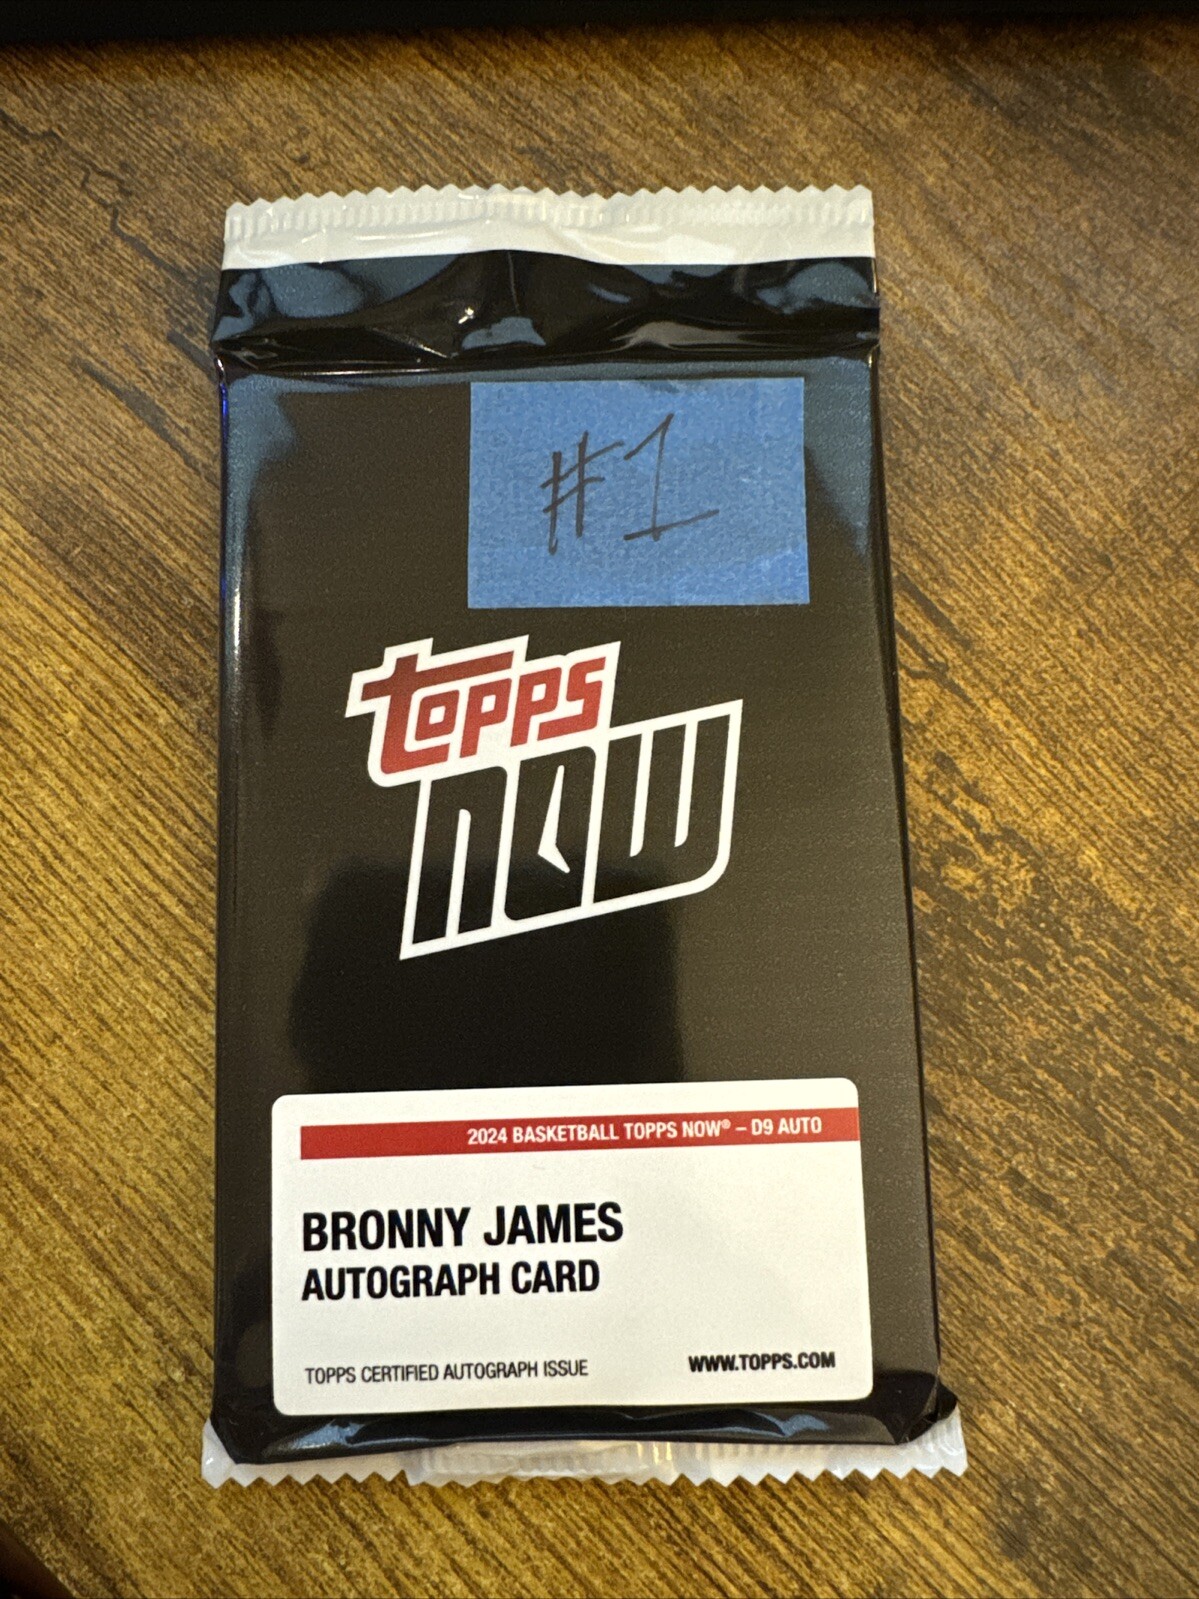 #1
topps
now
2024 BASKETBALL TOPPS NOW® – D9 AUTO
BRONNY JAMES
AUTOGRAPH CARD
TOPPS CERTIFIED AUTOGRAPH ISSUE
WWW.TOPPS.COM